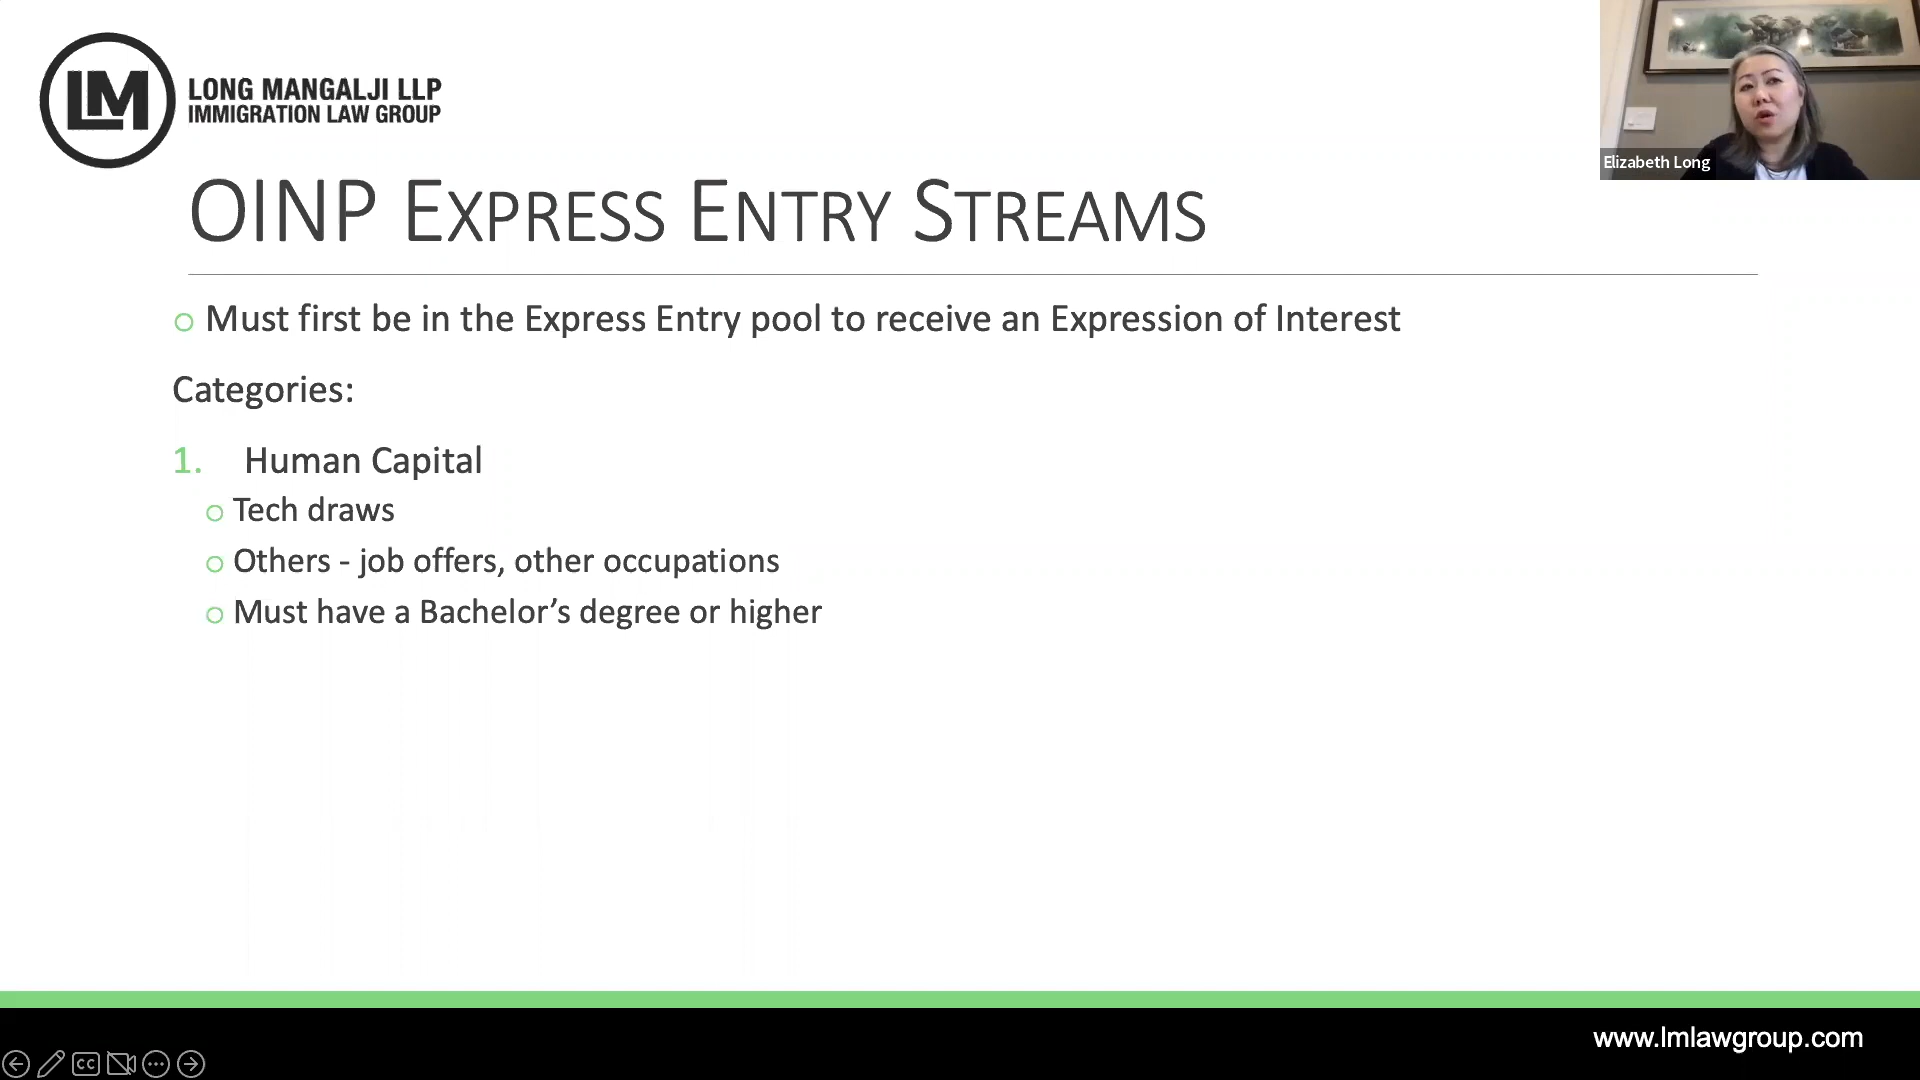 LM
LONG MANGALJI LLP
IMMIGRATION LAW GROUP
Elizabeth Long
OINP EXPRESS ENTRY STREAMS
Must first be in the Express Entry pool to receive an Expression of Interest
Categories:
1. Human Capital
Tech draws
Others - job offers, other occupations
Must have a Bachelor’s degree or higher
www.lmlawgroup.com
CC